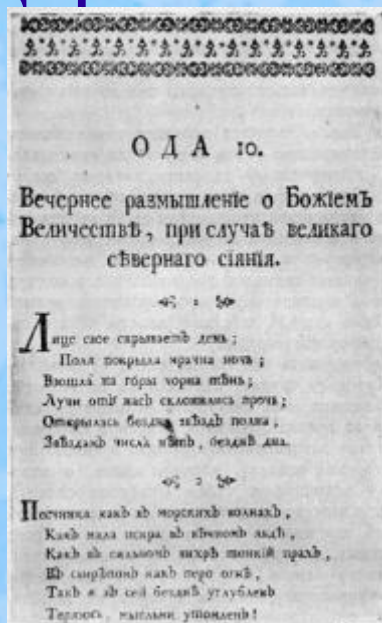 ОДА 10.
Вечернее размышленіе о Божіемъ
Величествѣ, при случаѣ великаго
сѣвернаго сіянія.
1
Лице свое скрываетъ день;
Поля покрыла мрачна ночь;
Взошла на горы чорна тѣнь;
Лучи отъ насъ склонились прочь;
Открылась бездна звѣздъ полна;
Звѣздамъ числа нѣтъ, безднѣ дна.
2
Песчинка какъ въ морскихъ волнахъ,
Какъ мала искра въ вѣчномъ льдѣ,
Какъ въ сильномъ вихрѣ тонкій прахъ,
Въ свирѣпомъ какъ перо огнѣ,
Такъ я въ сей безднѣ углубленъ
Теряюсь, мысльми утомленъ!